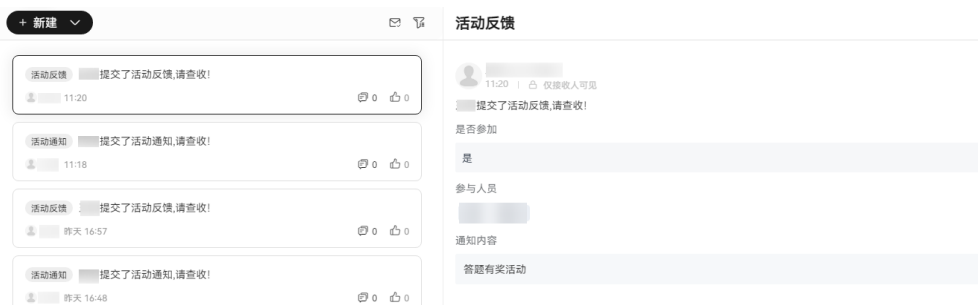 + 新建
活动反馈 提交了活动反馈,请查收!
11:20 0 0
活动通知 提交了活动通知,请查收!
11:18 0 0
活动反馈 提交了活动反馈,请查收!
昨天 16:57 0 0
活动通知 提交了活动通知,请查收!
昨天 16:48 0 0
活动反馈
11:20 | 仅接收人可见
提交了活动反馈,请查收!
是否参加
是
参与人员
通知内容
答题有奖活动